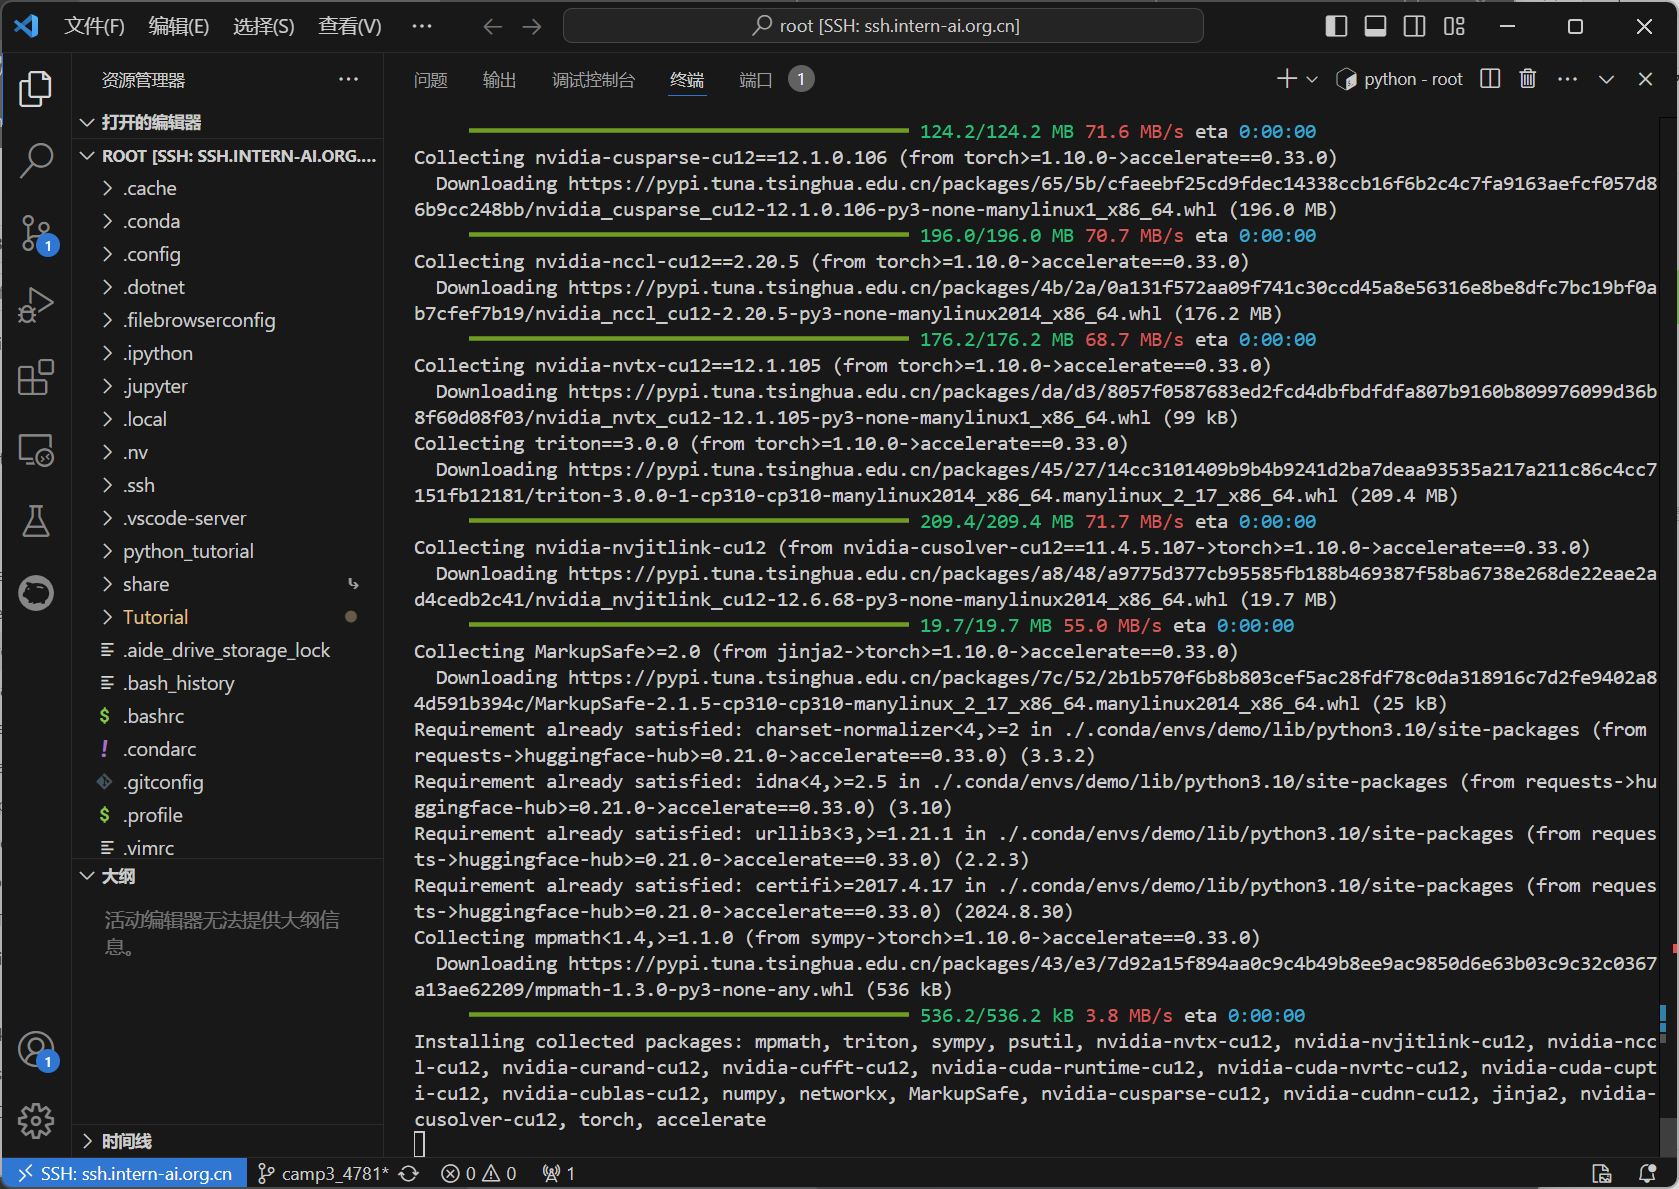 文件(F) 编辑(E) 选择(S) 查看(V) ··· root [SSH: ssh.intern-ai.org.cn]
资源管理器 ···
打开的编辑器
ROOT [SSH: SSH.INTERN-AI.ORG....
.cache
.conda
.config
.dotnet
.filebrowserconfig
.ipython
.jupyter
.local
.nv
.ssh
.vscode-server
python_tutorial
share
Tutorial
.aide_drive_storage_lock
.bash_history
$ .bashrc
! .condarc
.gitconfig
$ .profile
.vimrc
大纲
活动编辑器无法提供大纲信
息。
时间线
1
1
问题 输出 调试控制台 终端 端口 1 python - root ···
124.2/124.2 MB 71.6 MB/s eta 0:00:00
Collecting nvidia-cusparse-cu12==12.1.0.106 (from torch>=1.10.0->accelerate==0.33.0)
Downloading https://pypi.tuna.tsinghua.edu.cn/packages/65/5b/cfaeebf25cd9fdec14338ccb16f6b2c4c7fa9163aefcf057d8
6b9cc248bb/nvidia_cusparse_cu12-12.1.0.106-py3-none-manylinux1_x86_64.whl (196.0 MB)
196.0/196.0 MB 70.7 MB/s eta 0:00:00
Collecting nvidia-nccl-cu12==2.20.5 (from torch>=1.10.0->accelerate==0.33.0)
Downloading https://pypi.tuna.tsinghua.edu.cn/packages/4b/2a/0a131f572aa09f741c30ccd45a8e56316e8be8dfc7bc19bf0a
b7cfef7b19/nvidia_nccl_cu12-2.20.5-py3-none-manylinux2014_x86_64.whl (176.2 MB)
176.2/176.2 MB 68.7 MB/s eta 0:00:00
Collecting nvidia-nvtx-cu12==12.1.105 (from torch>=1.10.0->accelerate==0.33.0)
Downloading https://pypi.tuna.tsinghua.edu.cn/packages/da/d3/8057f0587683ed2fcd4dbfbdfdfa807b9160b809976099d36b
8f60d08f03/nvidia_nvtx_cu12-12.1.105-py3-none-manylinux1_x86_64.whl (99 kB)
Collecting triton==3.0.0 (from torch>=1.10.0->accelerate==0.33.0)
Downloading https://pypi.tuna.tsinghua.edu.cn/packages/45/27/14cc3101409b9b4b9241d2ba7deaa93535a217a211c86c4cc7
151fb12181/triton-3.0.0-1-cp310-cp310-manylinux2014_x86_64.manylinux_2_17_x86_64.whl (209.4 MB)
209.4/209.4 MB 71.7 MB/s eta 0:00:00
Collecting nvidia-nvjitlink-cu12 (from nvidia-cusolver-cu12==11.4.5.107->torch>=1.10.0->accelerate==0.33.0)
Downloading https://pypi.tuna.tsinghua.edu.cn/packages/a8/48/a9775d377cb95585fb188b469387f58ba6738e268de22eae2a
d4cedb2c41/nvidia_nvjitlink_cu12-12.6.68-py3-none-manylinux2014_x86_64.whl (19.7 MB)
19.7/19.7 MB 55.0 MB/s eta 0:00:00
Collecting MarkupSafe>=2.0 (from jinja2->torch>=1.10.0->accelerate==0.33.0)
Downloading https://pypi.tuna.tsinghua.edu.cn/packages/7c/52/2b1b570f6b8b803cef5ac28fdf78c0da318916c7d2fe9402a8
4d591b394c/MarkupSafe-2.1.5-cp310-cp310-manylinux_2_17_x86_64.manylinux2014_x86_64.whl (25 kB)
Requirement already satisfied: charset-normalizer<4,>=2 in ./.conda/envs/demo/lib/python3.10/site-packages (from
requests->huggingface-hub>=0.21.0->accelerate==0.33.0) (3.3.2)
Requirement already satisfied: idna<4,>=2.5 in ./.conda/envs/demo/lib/python3.10/site-packages (from requests->hu
ggingface-hub>=0.21.0->accelerate==0.33.0) (3.10)
Requirement already satisfied: urllib3<3,>=1.21.1 in ./.conda/envs/demo/lib/python3.10/site-packages (from reques
ts->huggingface-hub>=0.21.0->accelerate==0.33.0) (2.2.3)
Requirement already satisfied: certifi>=2017.4.17 in ./.conda/envs/demo/lib/python3.10/site-packages (from reques
ts->huggingface-hub>=0.21.0->accelerate==0.33.0) (2024.8.30)
Collecting mpmath<1.4,>=1.1.0 (from sympy->torch>=1.10.0->accelerate==0.33.0)
Downloading https://pypi.tuna.tsinghua.edu.cn/packages/43/e3/7d92a15f894aa0c9c4b49b8ee9ac9850d6e63b03c9c32c0367
a13ae62209/mpmath-1.3.0-py3-none-any.whl (536 kB)
536.2/536.2 kB 3.8 MB/s eta 0:00:00
Installing collected packages: mpmath, triton, sympy, psutil, nvidia-nvtx-cu12, nvidia-nvjitlink-cu12, nvidia-ncc
l-cu12, nvidia-curand-cu12, nvidia-cufft-cu12, nvidia-cuda-runtime-cu12, nvidia-cuda-nvrtc-cu12, nvidia-cuda-cupt
i-cu12, nvidia-cublas-cu12, numpy, networkx, MarkupSafe, nvidia-cusparse-cu12, nvidia-cudnn-cu12, jinja2, nvidia-
cusolver-cu12, torch, accelerate
SSH: ssh.intern-ai.org.cn camp3_4781* 0 0 1